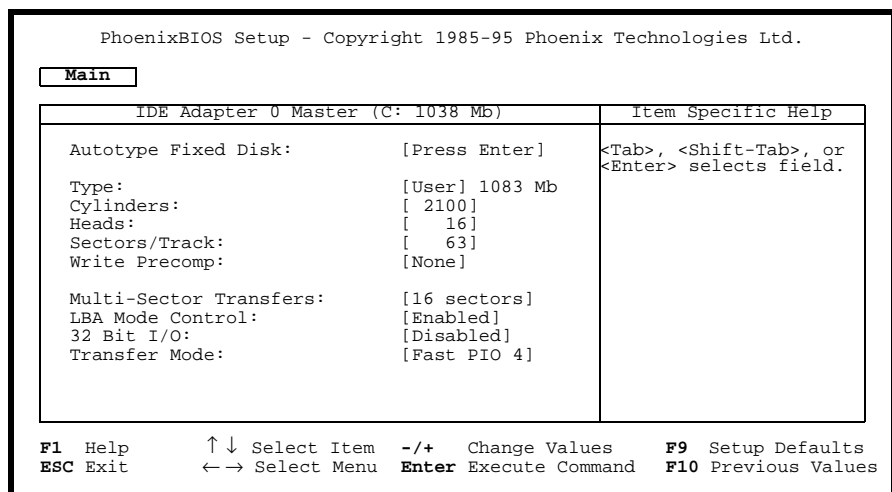 PhoenixBIOS Setup - Copyright 1985-95 Phoenix Technologies Ltd.
Main
IDE Adapter 0 Master (C: 1038 Mb)
Item Specific Help
Autotype Fixed Disk: [Press Enter]
<Tab>, <Shift-Tab>, or
<Enter> selects field.
Type: [User] 1083 Mb
Cylinders: [ 2100]
Heads: [ 16]
Sectors/Track: [ 63]
Write Precomp: [None]
Multi-Sector Transfers: [16 sectors]
LBA Mode Control: [Enabled]
32 Bit I/O: [Disabled]
Transfer Mode: [Fast PIO 4]
F1 Help ↑↓ Select Item -/+ Change Values F9 Setup Defaults
ESC Exit ←→ Select Menu Enter Execute Command F10 Previous Values